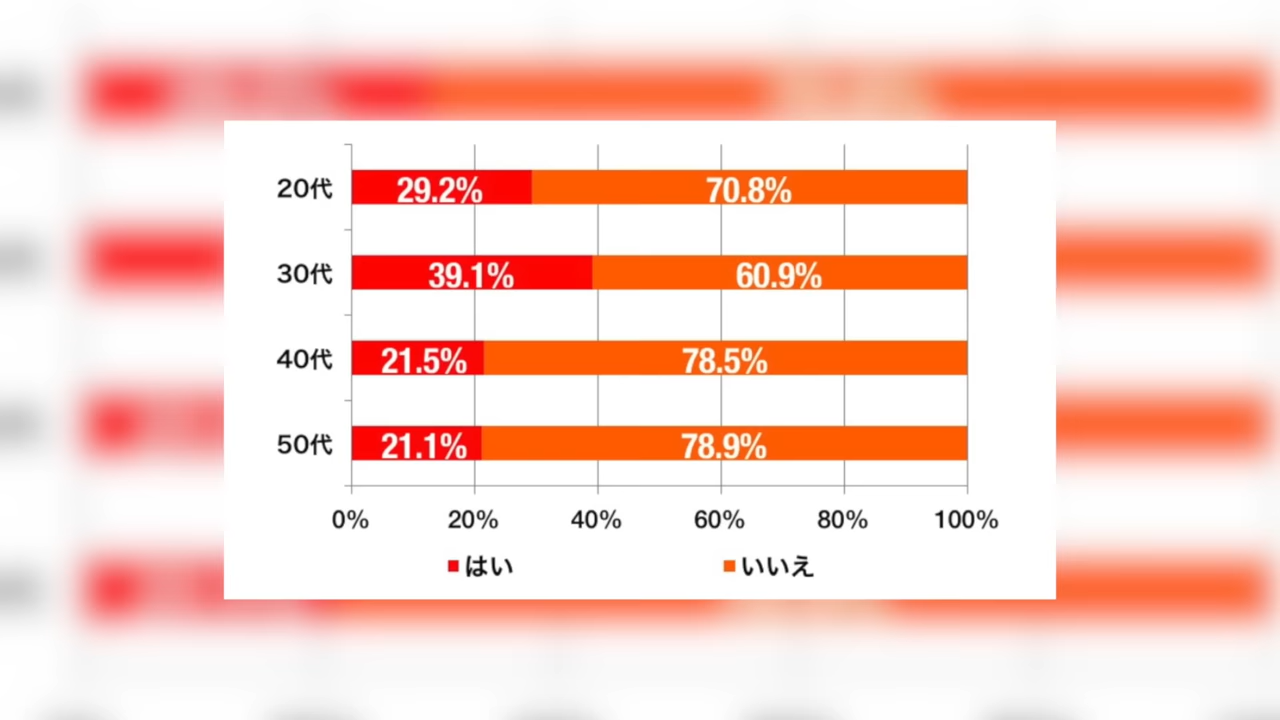 20代 29.2% 70.8%
30代 39.1% 60.9%
40代 21.5% 78.5%
50代 21.1% 78.9%
0% 20% 40% 60% 80% 100%
はい いいえ